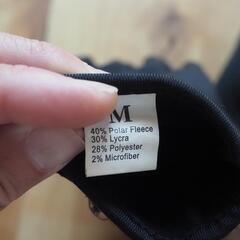 M
40% Polar Fleece
30% Lycra
28% Polyester
2% Microfiber